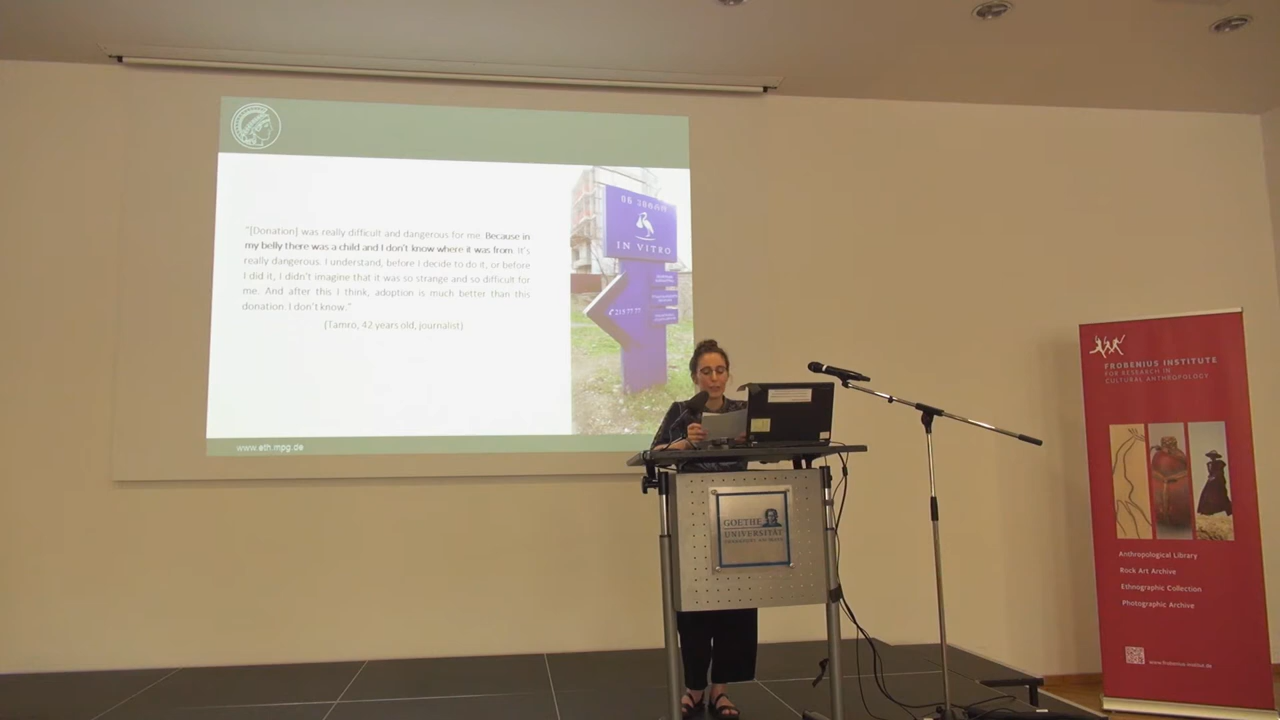 "[Donation] was really difficult and dangerous for me. Because in
my belly there was a child and I don't know where it was from. It's
really dangerous. I understand, before I decide to do it, or before
I did it, I didn't imagine that it was so strange and so difficult for
me. And after this I think, adoption is much better than this
donation. I don't know."
(Tamro, 42 years old, journalist)
www.eth.mpg.de
IN VITRO
GOETHE
UNIVERSITÄT
FROBENIUS INSTITUTE
FOR RESEARCH IN
CULTURAL ANTHROPOLOGY
Anthropological Library
Rock Art Archive
Ethnographic Collection
Photographic Archive
www.frobenius-institut.de